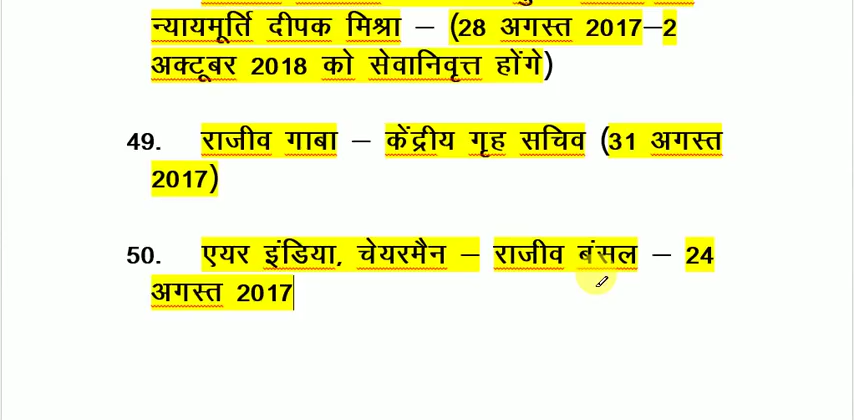 न्यायमूर्ति दीपक मिश्रा – (28 अगस्त 2017–2
अक्टूबर 2018 को सेवानिवृत्त होंगे)
49. राजीव गाबा – केंद्रीय गृह सचिव (31 अगस्त
2017)
50. एयर इंडिया, चेयरमैन – राजीव बंसल – 24
अगस्त 2017